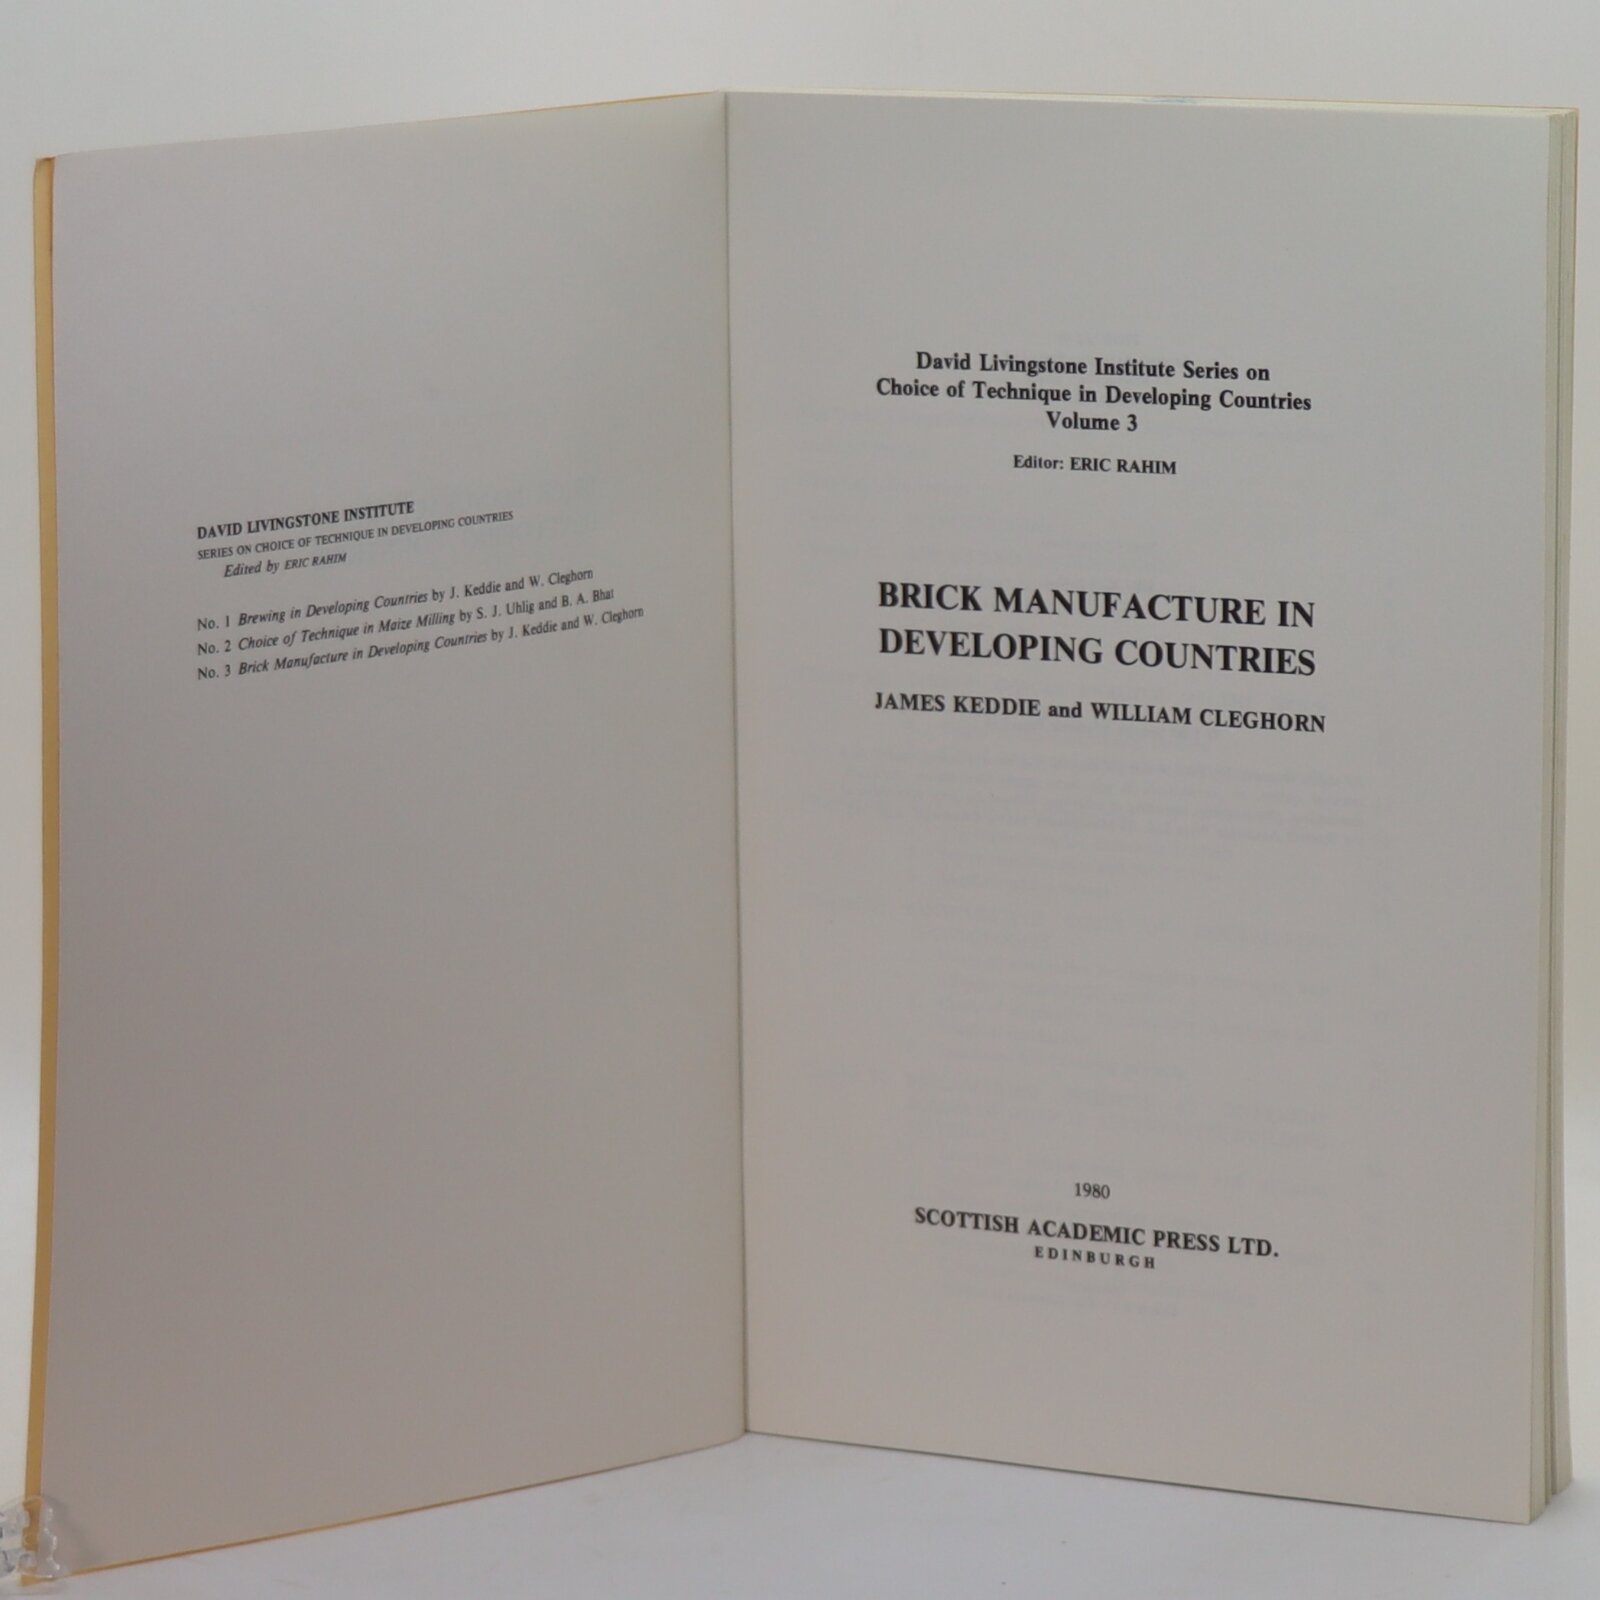 DAVID LIVINGSTONE INSTITUTE
SERIES ON CHOICE OF TECHNIQUE IN DEVELOPING COUNTRIES
Edited by ERIC RAHIM
No. 1 Brewing in Developing Countries by J. Keddie and W. Cleghorn
No. 2 Choice of Technique in Maize Milling by S. J. Uhlig and B. A. Bhat
No. 3 Brick Manufacture in Developing Countries by J. Keddie and W. Cleghorn
David Livingstone Institute Series on
Choice of Technique in Developing Countries
Volume 3
Editor: ERIC RAHIM
BRICK MANUFACTURE IN
DEVELOPING COUNTRIES
JAMES KEDDIE and WILLIAM CLEGHORN
1980
SCOTTISH ACADEMIC PRESS LTD.
EDINBURGH